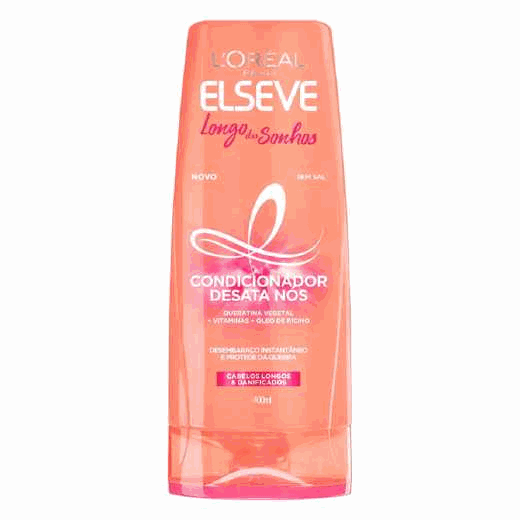 L'ORÉAL
PARIS
ELSEVE
Longo dos Sonhos
NOVO
SEM SAL
CONDICIONADOR
DESATA NÓS
QUERATINA VEGETAL
+ VITAMINAS + ÓLEO DE RÍCINO
DESEMBARAÇO INSTANTÂNEO
E PROTEGE DA QUEBRA
CABELOS LONGOS
& DANIFICADOS
400ml